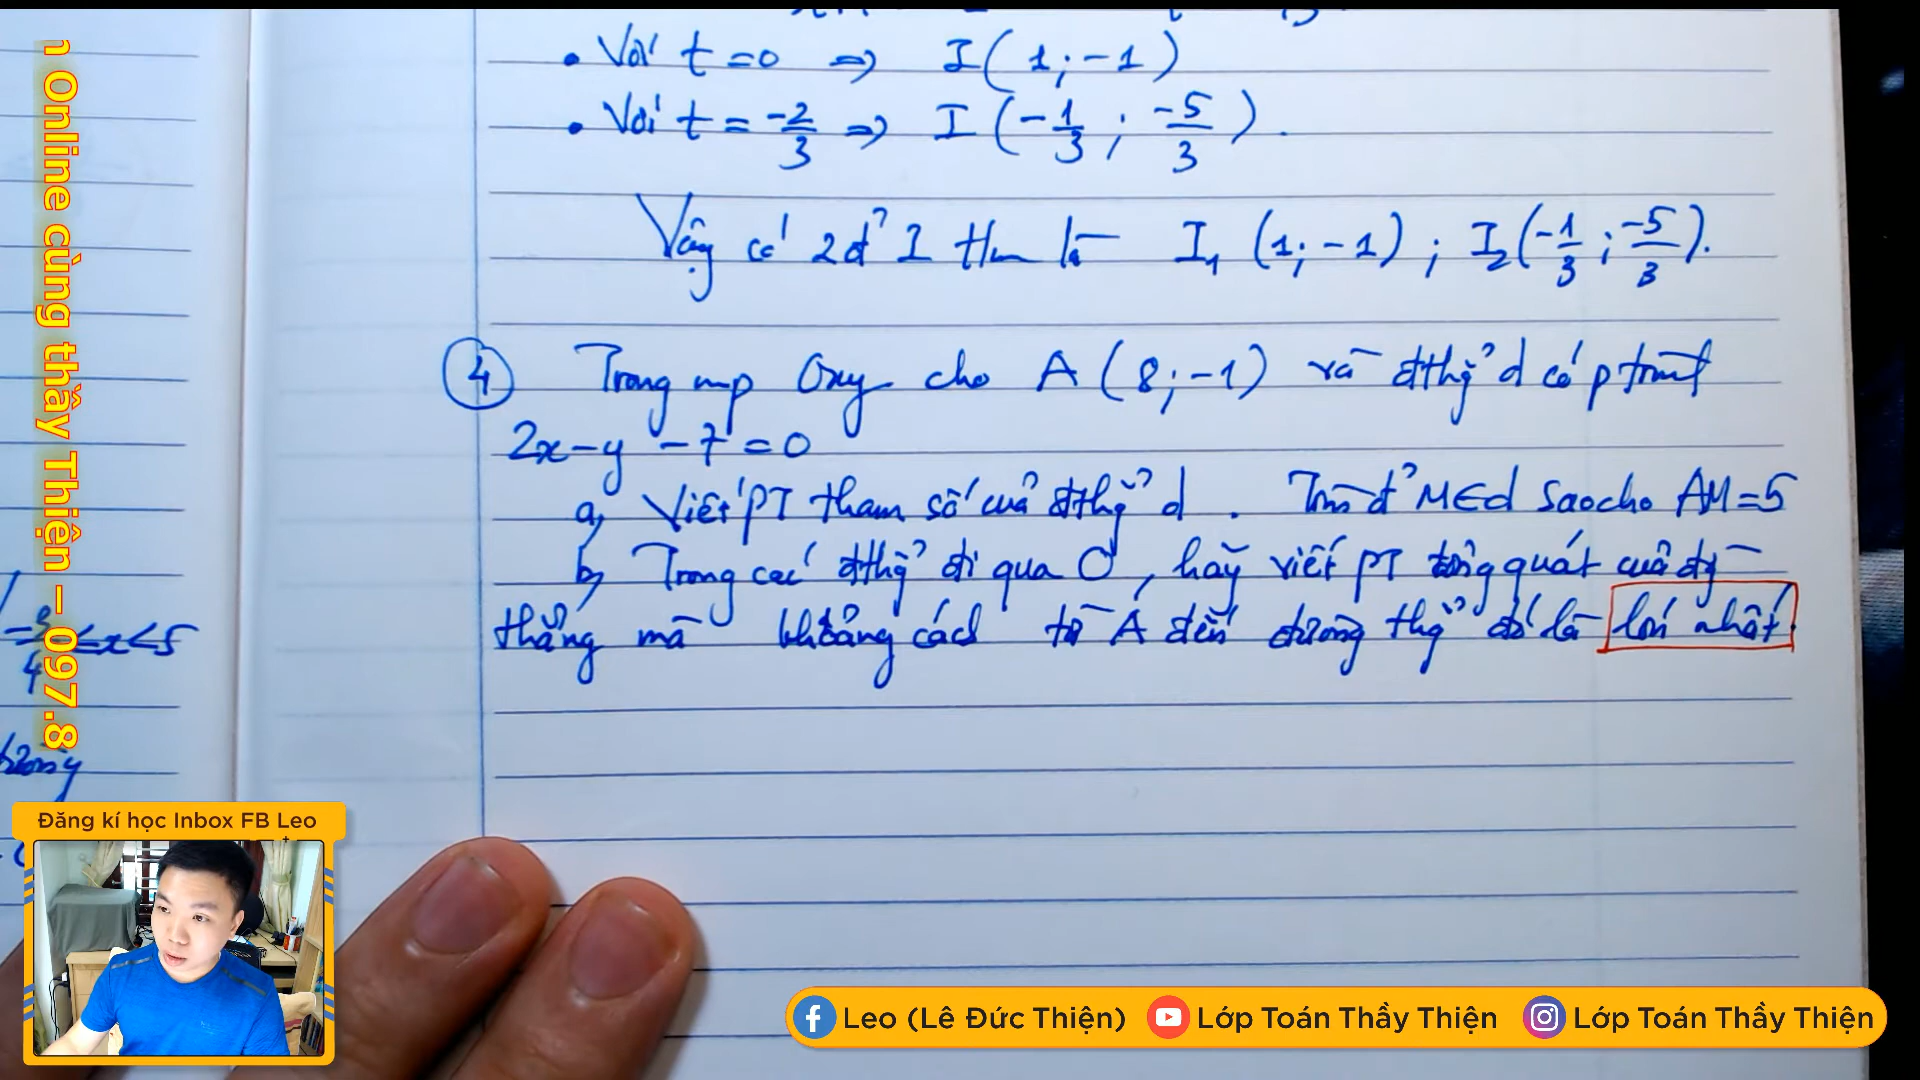 • Với t = 0 => I(1; -1)
• Với t = -2/3 => I(-1/3; -5/3).
Vậy có 2đ' I t/m là I1 (1; -1) ; I2(-1/3; -5/3).
4 Trong mp Oxy cho A (8; -1) và đthg' d có p trình
2x - y - 7 = 0
a, Viết PT tham số của đthg' d. Tìm đ' M∈d sao cho AM = 5
b, Trong các đthg' đi qua O, hãy viết PT tổng quát của đg
thẳng mà khoảng cách từ A đến đường thg' đó là lớn nhất.
≤ x < 5
4
Online cùng thầy Thiện – 097.8
Đăng kí học Inbox FB Leo
Leo (Lê Đức Thiện) Lớp Toán Thầy Thiện Lớp Toán Thầy Thiện